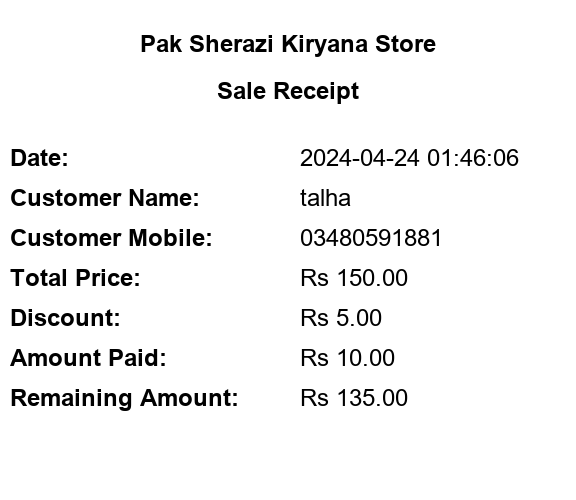 Pak Sherazi Kiryana Store
Sale Receipt
Date: 2024-04-24 01:46:06
Customer Name: talha
Customer Mobile: 03480591881
Total Price: Rs 150.00
Discount: Rs 5.00
Amount Paid: Rs 10.00
Remaining Amount: Rs 135.00